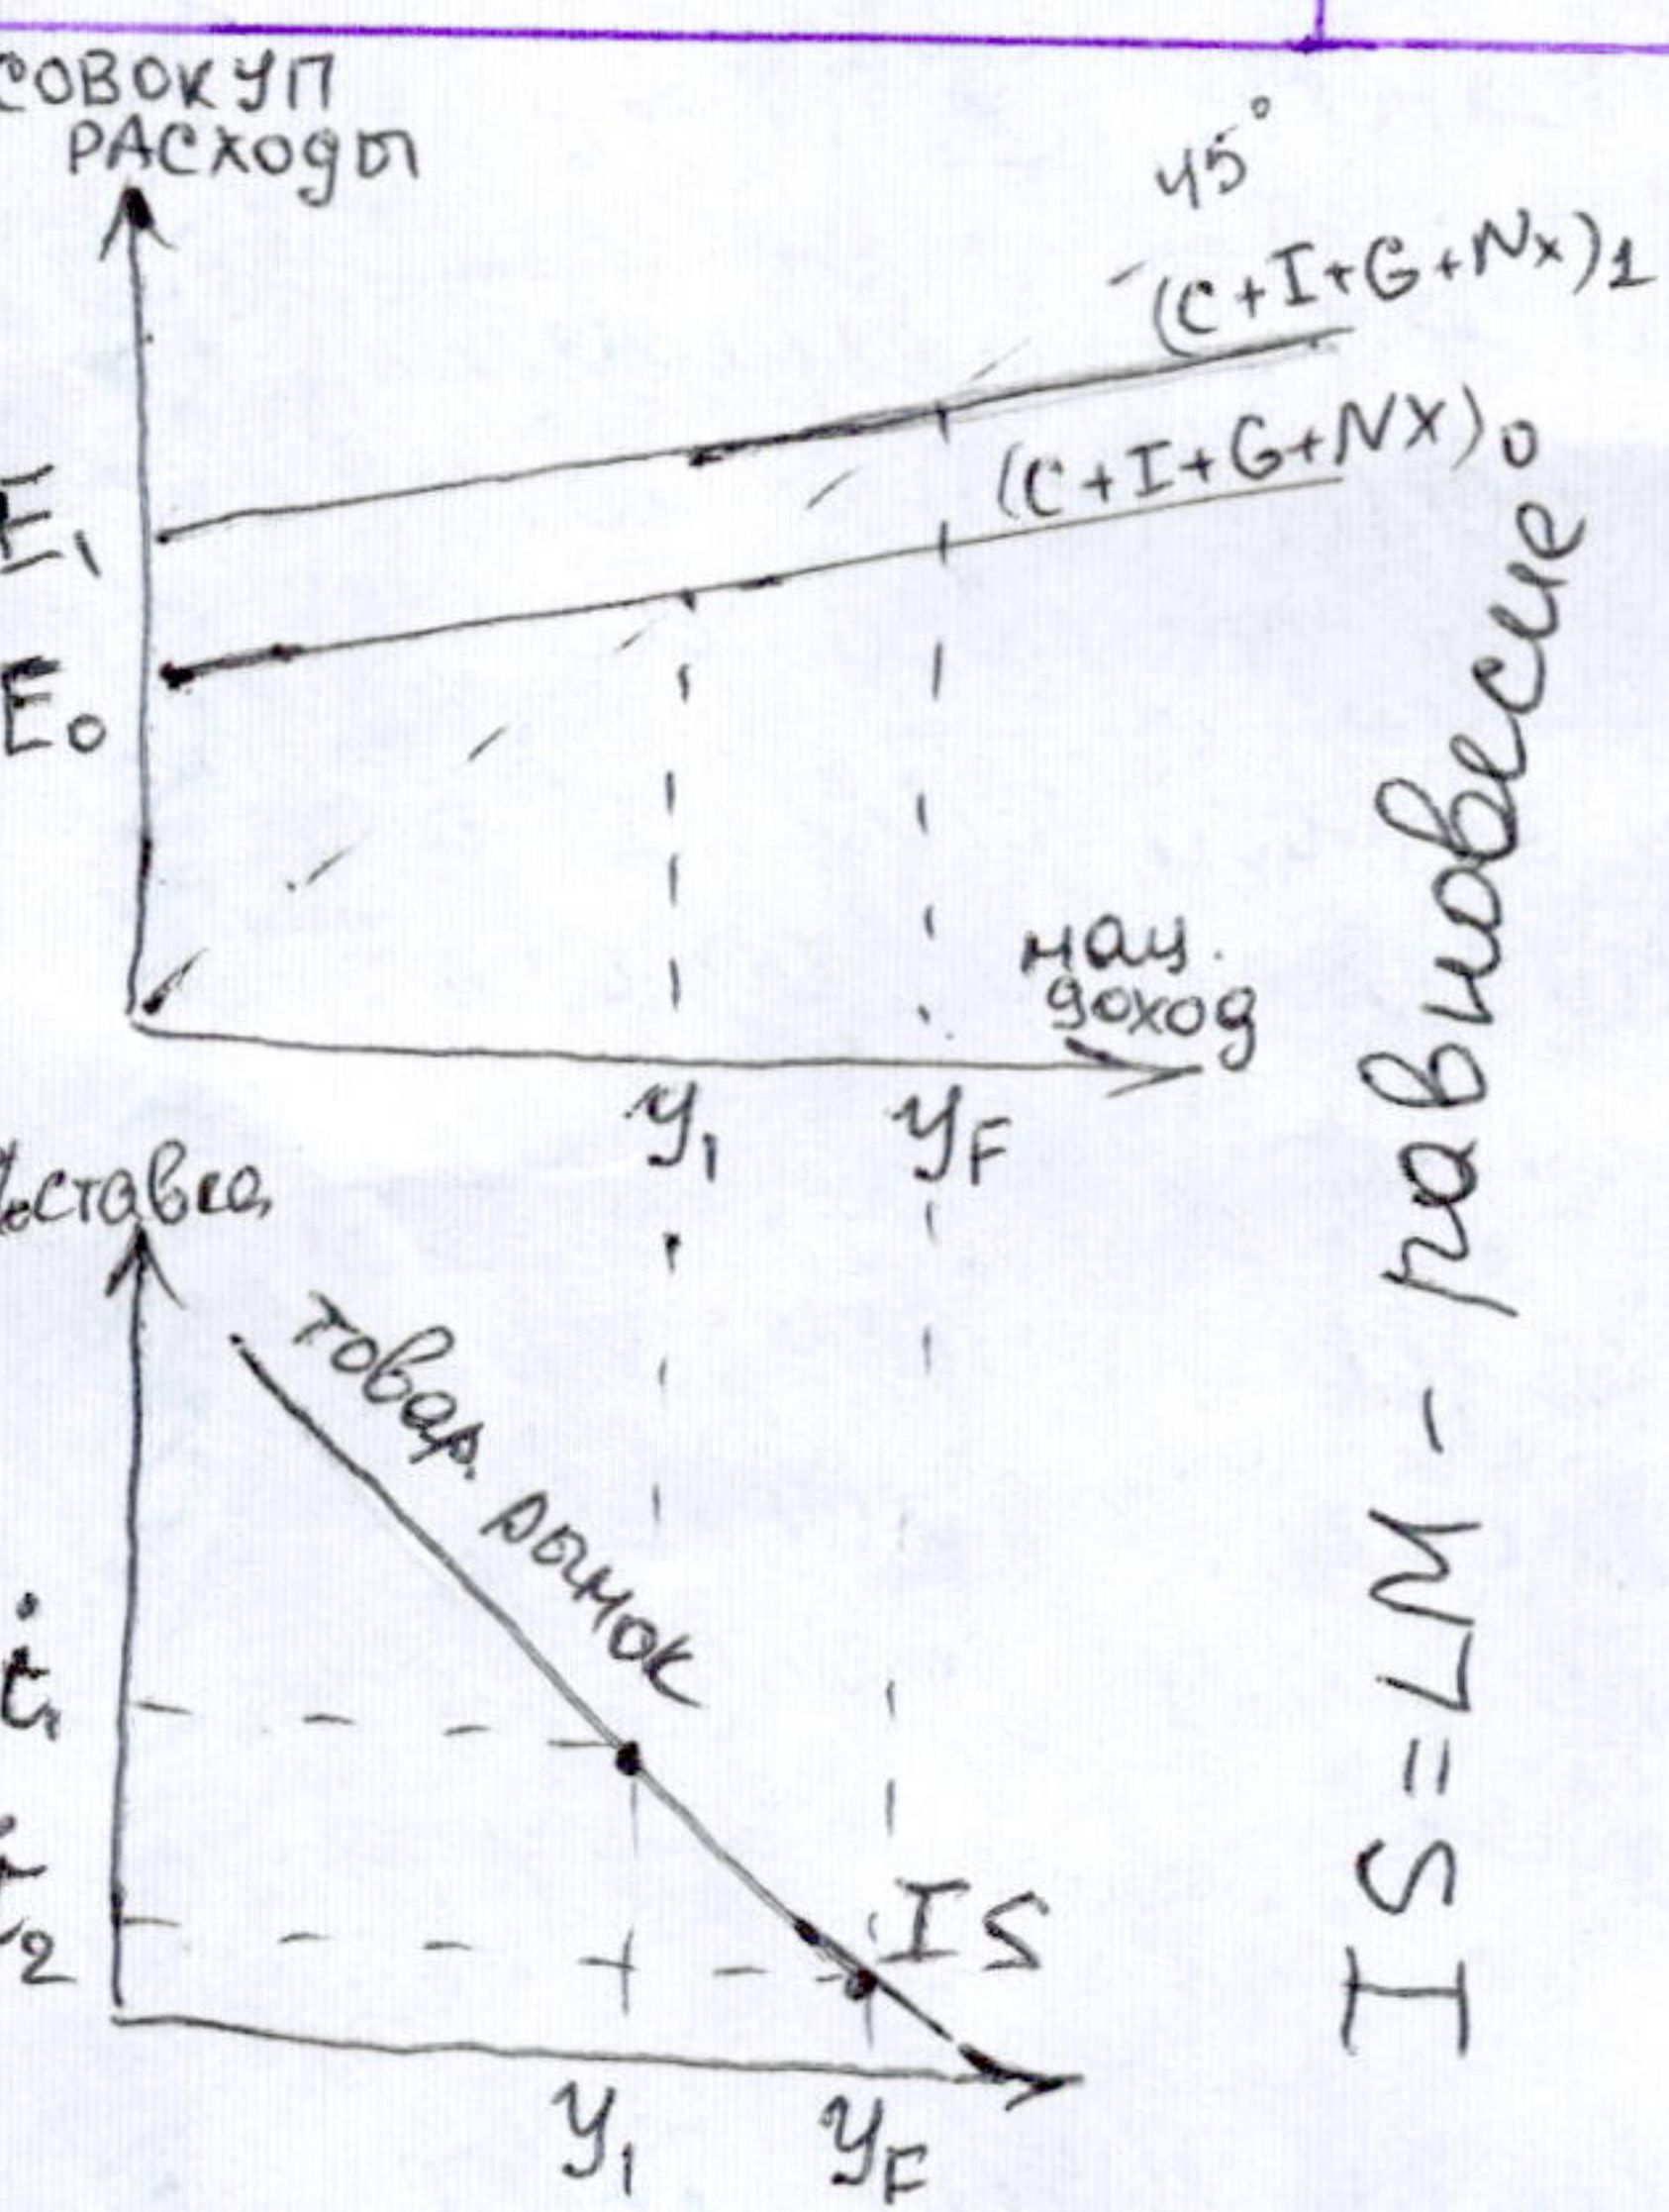 СОВОКУП
РАСХОДЫ
45°
(C+I+G+Nx)1
(C+I+G+NX)0
E1
E0
нац.
доход
y1
yF
%ставка
товар. рынок
i1
i2
IS
y1
yF
IS=LM - равновесие